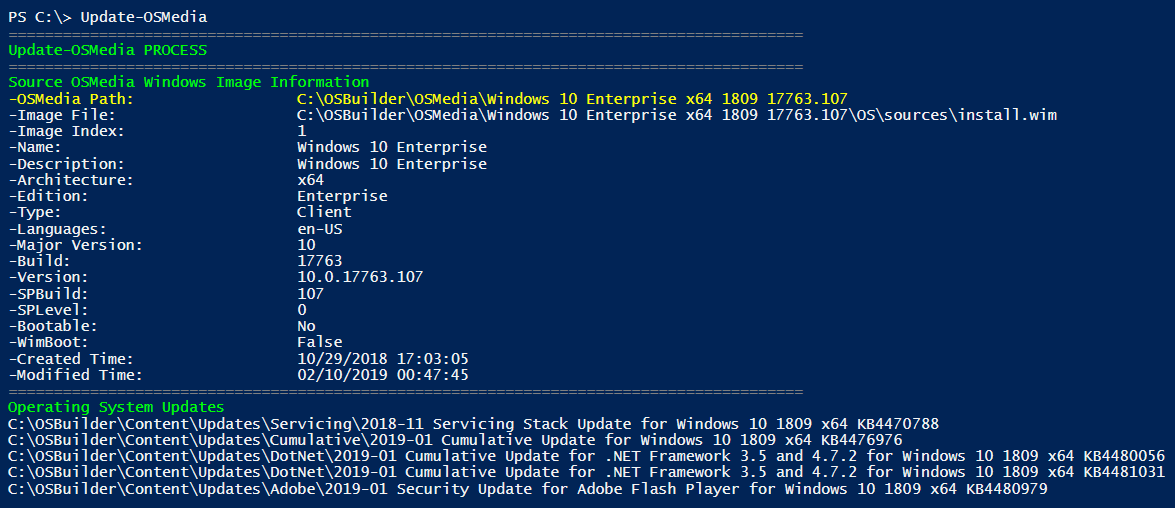 PS C:\> Update-OSMedia
========================================================================================
Update-OSMedia PROCESS
========================================================================================
Source OSMedia Windows Image Information
-OSMedia Path: C:\OSBuilder\OSMedia\Windows 10 Enterprise x64 1809 17763.107
-Image File: C:\OSBuilder\OSMedia\Windows 10 Enterprise x64 1809 17763.107\OS\sources\install.wim
-Image Index: 1
-Name: Windows 10 Enterprise
-Description: Windows 10 Enterprise
-Architecture: x64
-Edition: Enterprise
-Type: Client
-Languages: en-US
-Major Version: 10
-Build: 17763
-Version: 10.0.17763.107
-SPBuild: 107
-SPLevel: 0
-Bootable: No
-WimBoot: False
-Created Time: 10/29/2018 17:03:05
-Modified Time: 02/10/2019 00:47:45
========================================================================================
Operating System Updates
C:\OSBuilder\Content\Updates\Servicing\2018-11 Servicing Stack Update for Windows 10 1809 x64 KB4470788
C:\OSBuilder\Content\Updates\Cumulative\2019-01 Cumulative Update for Windows 10 1809 x64 KB4476976
C:\OSBuilder\Content\Updates\DotNet\2019-01 Cumulative Update for .NET Framework 3.5 and 4.7.2 for Windows 10 1809 x64 KB4480056
C:\OSBuilder\Content\Updates\DotNet\2019-01 Cumulative Update for .NET Framework 3.5 and 4.7.2 for Windows 10 1809 x64 KB4481031
C:\OSBuilder\Content\Updates\Adobe\2019-01 Security Update for Adobe Flash Player for Windows 10 1809 x64 KB4480979